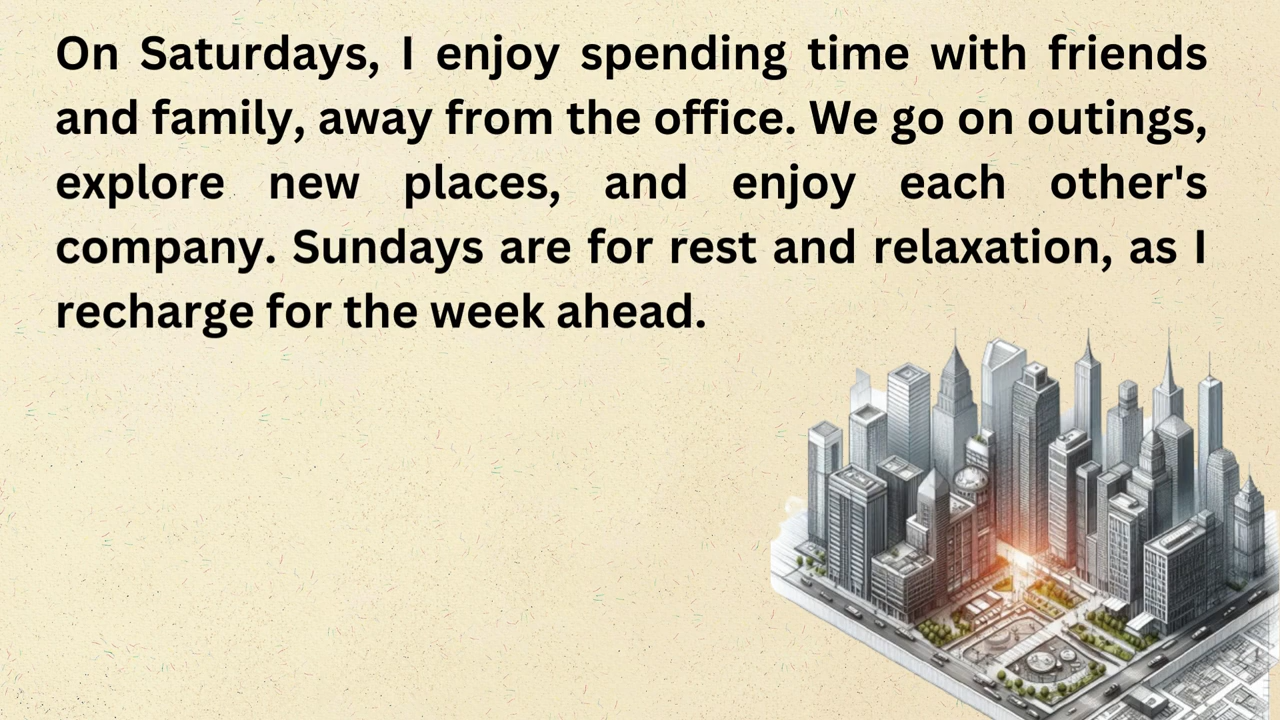 On Saturdays, I enjoy spending time with friends
and family, away from the office. We go on outings,
explore new places, and enjoy each other's
company. Sundays are for rest and relaxation, as I
recharge for the week ahead.